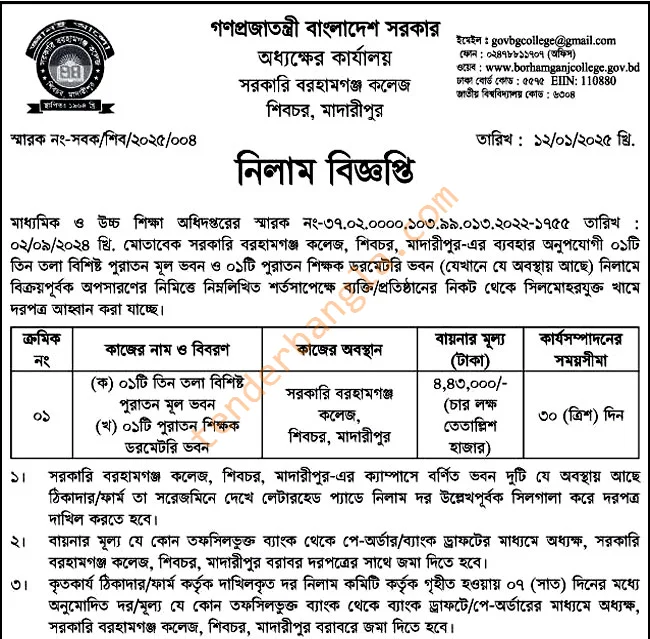 গণপ্রজাতন্ত্রী বাংলাদেশ সরকার
অধ্যক্ষের কার্যালয়
সরকারি বরহামগঞ্জ কলেজ
শিবচর, মাদারীপুর
সরকারি বরহামগঞ্জ কলেজ
শিবচর, মাদারীপুর
স্থাপিতঃ ১৯৬৪ খ্রি
ইমেইল : govbgcollege@gmail.com
ফোন : ০২৪৭৮৮১১৭০৭ (অফিস)
ওয়েব : www.borhamganjcollege.gov.bd
ঢাকা বোর্ড কোড : ৫৫৭৫ EIIN: 110880
জাতীয় বিশ্ববিদ্যালয় কোড : ৬৩০৪
স্মারক নং-সবক/শিব/২০২৫/০০৪
তারিখ : ১২/০১/২০২৫ খ্রি.
নিলাম বিজ্ঞপ্তি
মাধ্যমিক ও উচ্চ শিক্ষা অধিদপ্তরের স্মারক নং-৩৭.০২.০০০০.১০৩.৯৯.০১৩.২০২২-১৭৫৫ তারিখ :
০২/০৯/২০২৪ খ্রি. মোতাবেক সরকারি বরহামগঞ্জ কলেজ, শিবচর, মাদারীপুর-এর ব্যবহার অনুপযোগী ০১টি
তিন তলা বিশিষ্ট পুরাতন মূল ভবন ও ০১টি পুরাতন শিক্ষক ডরমেটরি ভবন (যেখানে যে অবস্থায় আছে) নিলামে
বিক্রয়পূর্বক অপসারণের নিমিত্তে নিম্নলিখিত শর্তসাপেক্ষে ব্যক্তি/প্রতিষ্ঠানের নিকট থেকে সিলমোহরযুক্ত খামে
দরপত্র আহ্বান করা যাচ্ছে।
ক্রমিক নং
কাজের নাম ও বিবরণ
কাজের অবস্থান
বায়নার মূল্য (টাকা)
কার্যসম্পাদনের সময়সীমা
০১
(ক) ০১টি তিন তলা বিশিষ্ট
পুরাতন মূল ভবন
(খ) ০১টি পুরাতন শিক্ষক
ডরমেটরি ভবন
সরকারি বরহামগঞ্জ
কলেজ,
শিবচর, মাদারীপুর
৪,৪৩,০০০/-
(চার লক্ষ
তেতাল্লিশ
হাজার)
৩০ (ত্রিশ) দিন
১। সরকারি বরহামগঞ্জ কলেজ, শিবচর, মাদারীপুর-এর ক্যাম্পাসে বর্ণিত ভবন দুটি যে অবস্থায় আছে
ঠিকাদার/ফার্ম তা সরেজমিনে দেখে লেটারহেড প্যাডে নিলাম দর উল্লেখপূর্বক সিলগালা করে দরপত্র
দাখিল করতে হবে।
২। বায়নার মূল্য যে কোন তফসিলভুক্ত ব্যাংক থেকে পে-অর্ডার/ব্যাংক ড্রাফটের মাধ্যমে অধ্যক্ষ, সরকারি
বরহামগঞ্জ কলেজ, শিবচর, মাদারীপুর বরাবর দরপত্রের সাথে জমা দিতে হবে।
৩। কৃতকার্য ঠিকাদার/ফার্ম কর্তৃক দাখিলকৃত দর নিলাম কমিটি কর্তৃক গৃহীত হওয়ায় ০৭ (সাত) দিনের মধ্যে
অনুমোদিত দর/মূল্য যে কোন তফসিলভুক্ত ব্যাংক থেকে ব্যাংক ড্রাফটে/পে-অর্ডারের মাধ্যমে অধ্যক্ষ,
সরকারি বরহামগঞ্জ কলেজ, শিবচর, মাদারীপুর বরাবরে জমা দিতে হবে।
tenderbangla.com